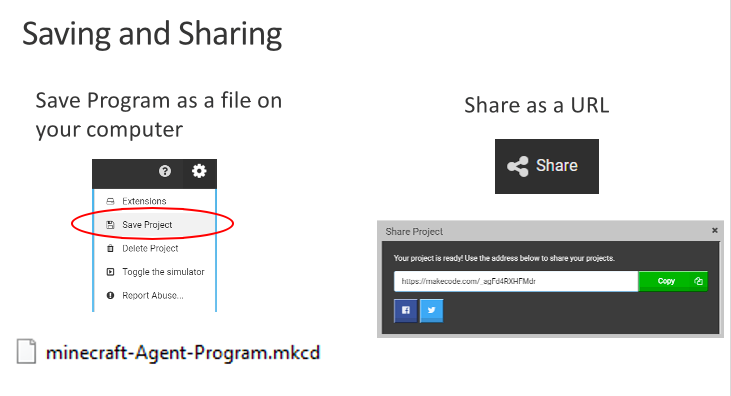 Saving and Sharing
Save Program as a file on
your computer
Extensions
Save Project
Delete Project
Toggle the simulator
Report Abuse...
minecraft-Agent-Program.mkcd
Share as a URL
Share
Share Project
Your project is ready! Use the address below to share your projects.
https://makecode.com/_agFd4RXHFMdr Copy